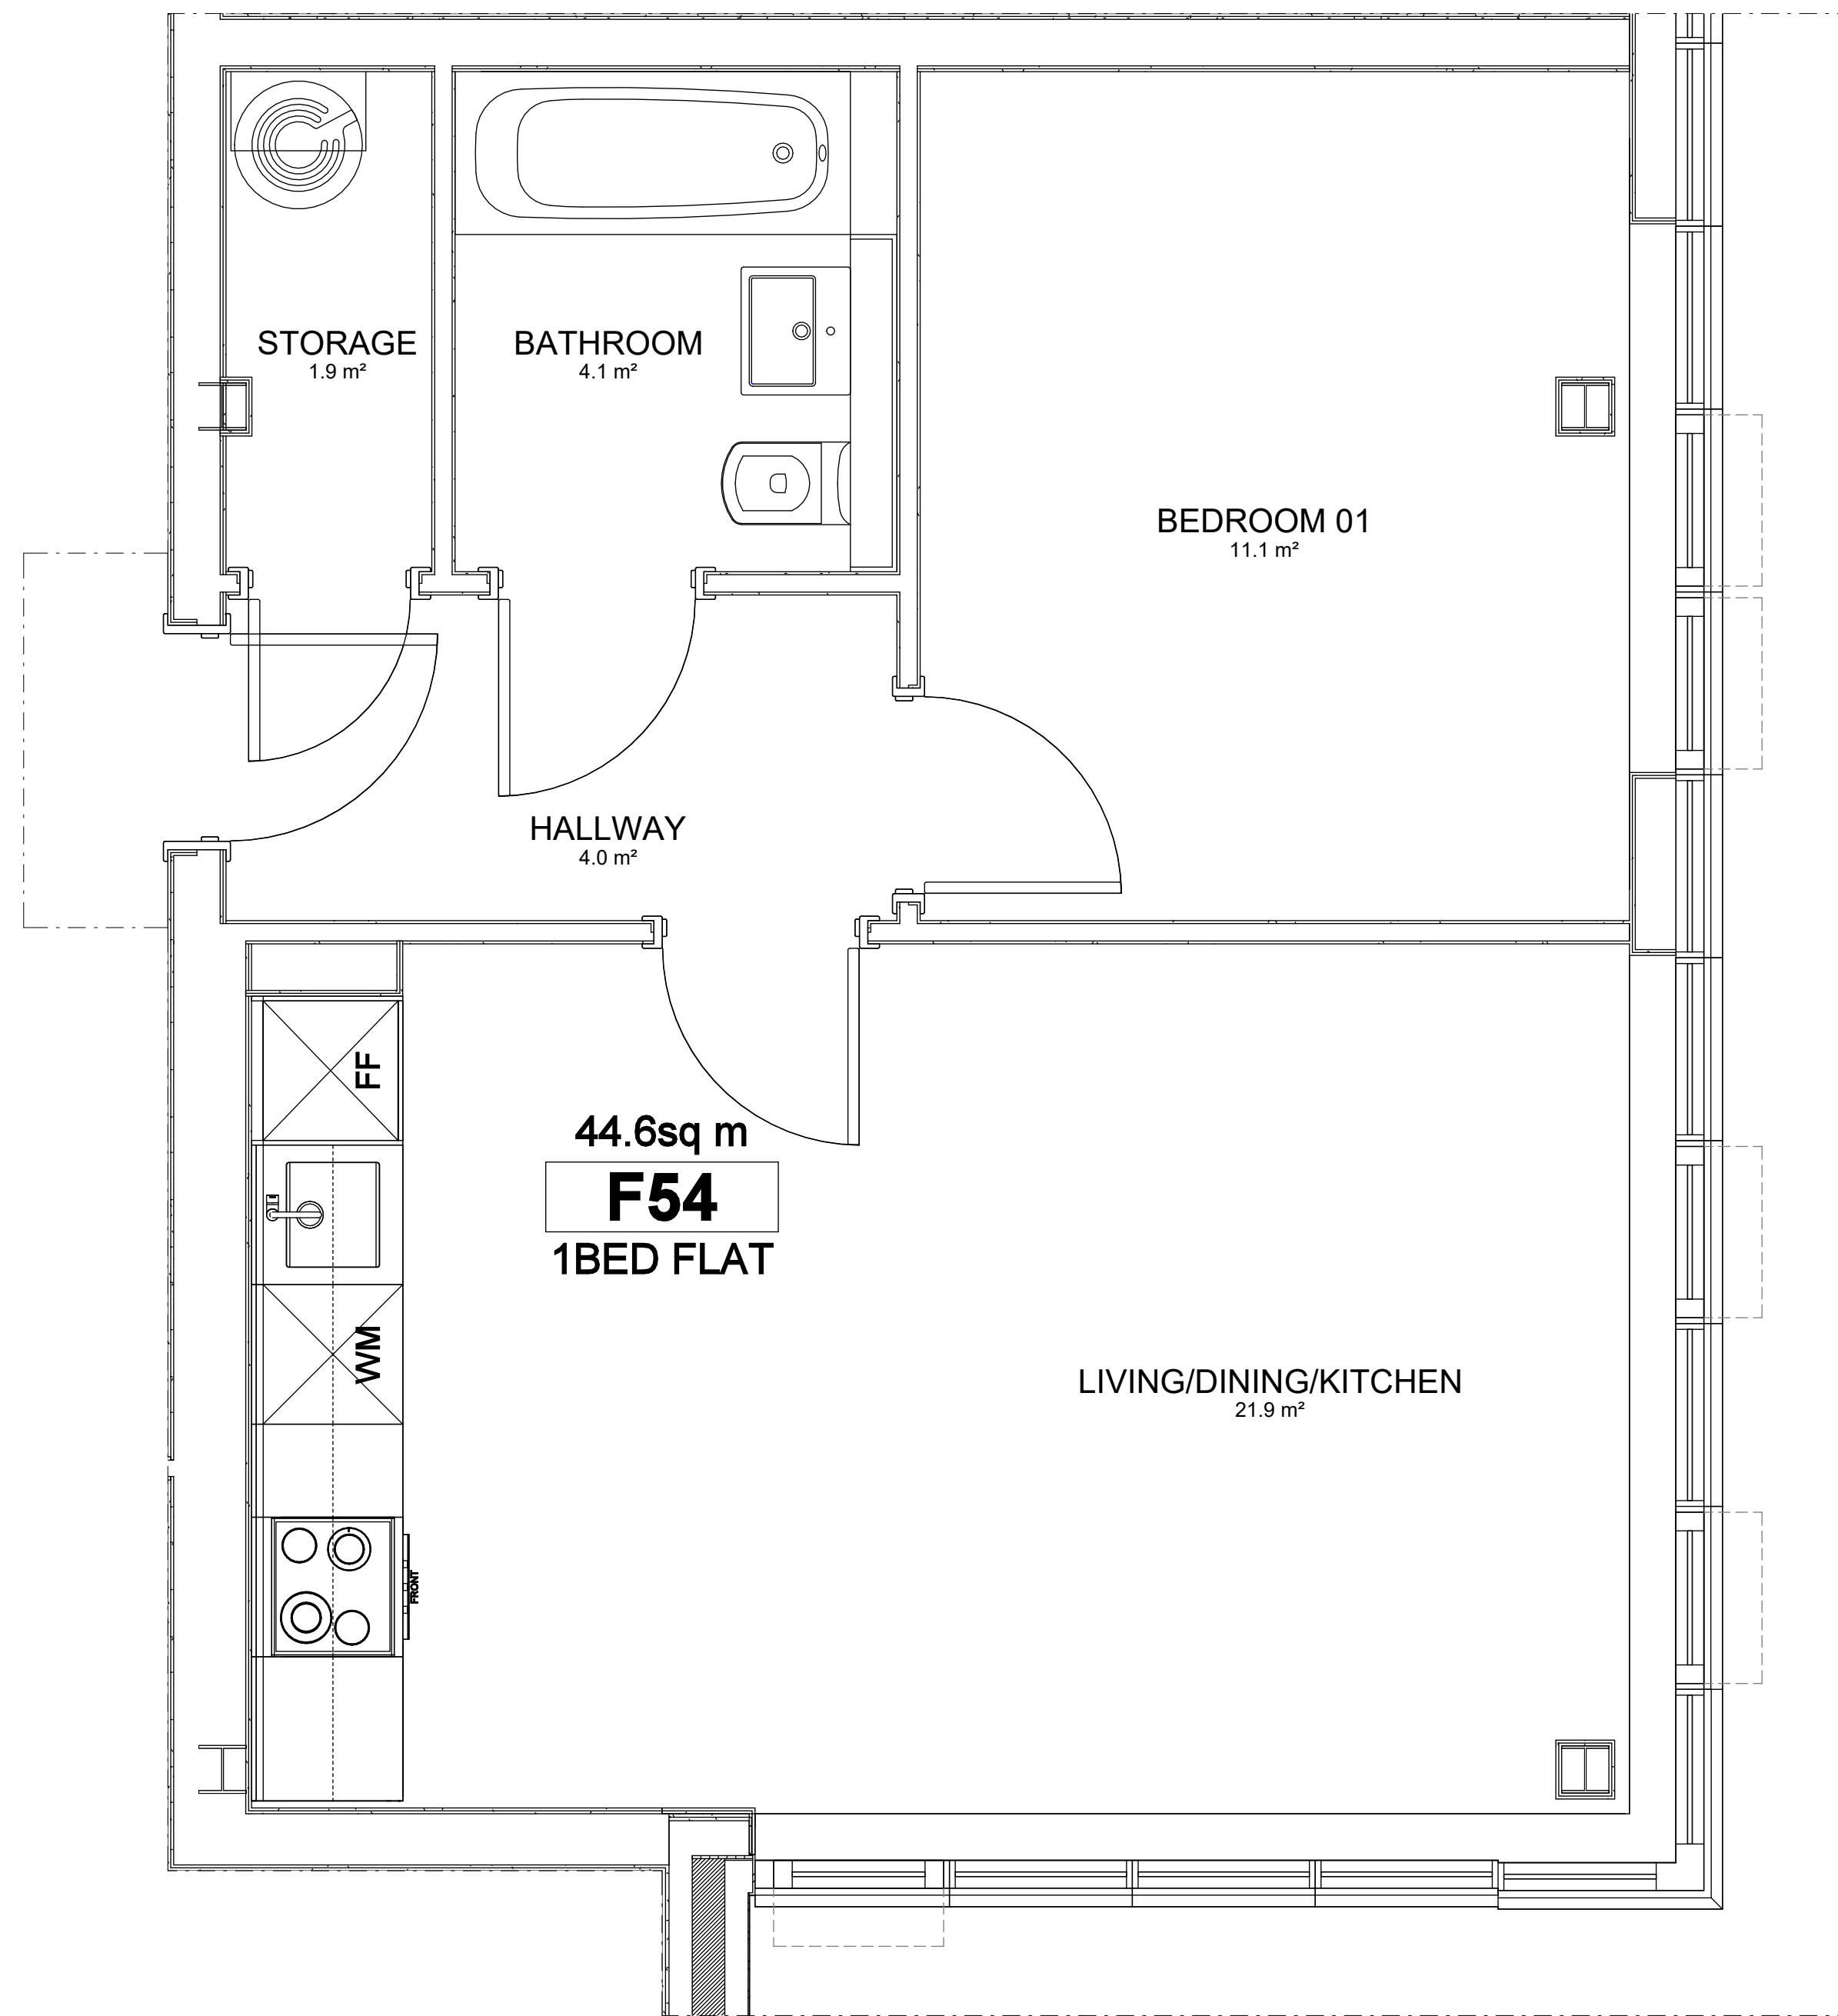 STORAGE
1.9 m²
BATHROOM
4.1 m²
BEDROOM 01
11.1 m²
HALLWAY
4.0 m²
FF
44.6sq m
F54
1BED FLAT
WM
LIVING/DINING/KITCHEN
21.9 m²
FRONT